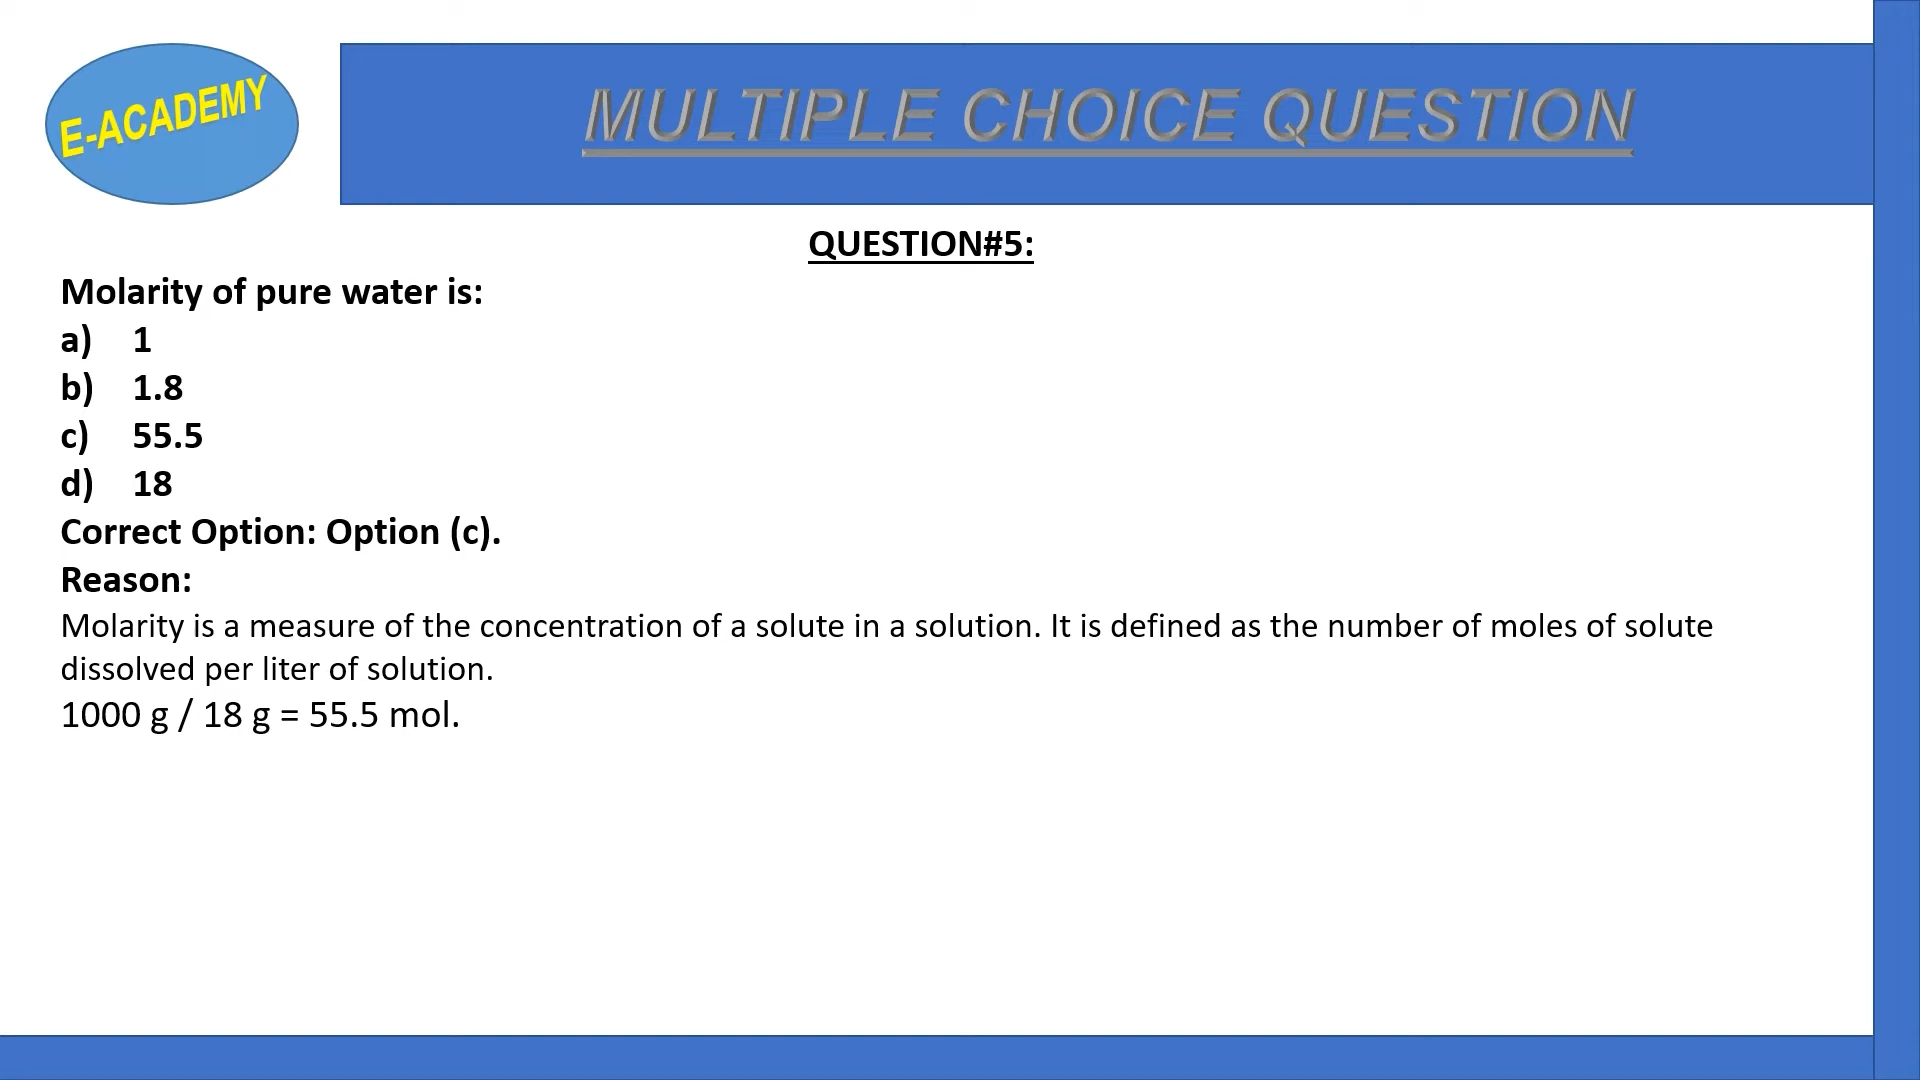 E-ACADEMY
MULTIPLE CHOICE QUESTION
QUESTION#5:
Molarity of pure water is:
a) 1
b) 1.8
c) 55.5
d) 18
Correct Option: Option (c).
Reason:
Molarity is a measure of the concentration of a solute in a solution. It is defined as the number of moles of solute
dissolved per liter of solution.
1000 g / 18 g = 55.5 mol.